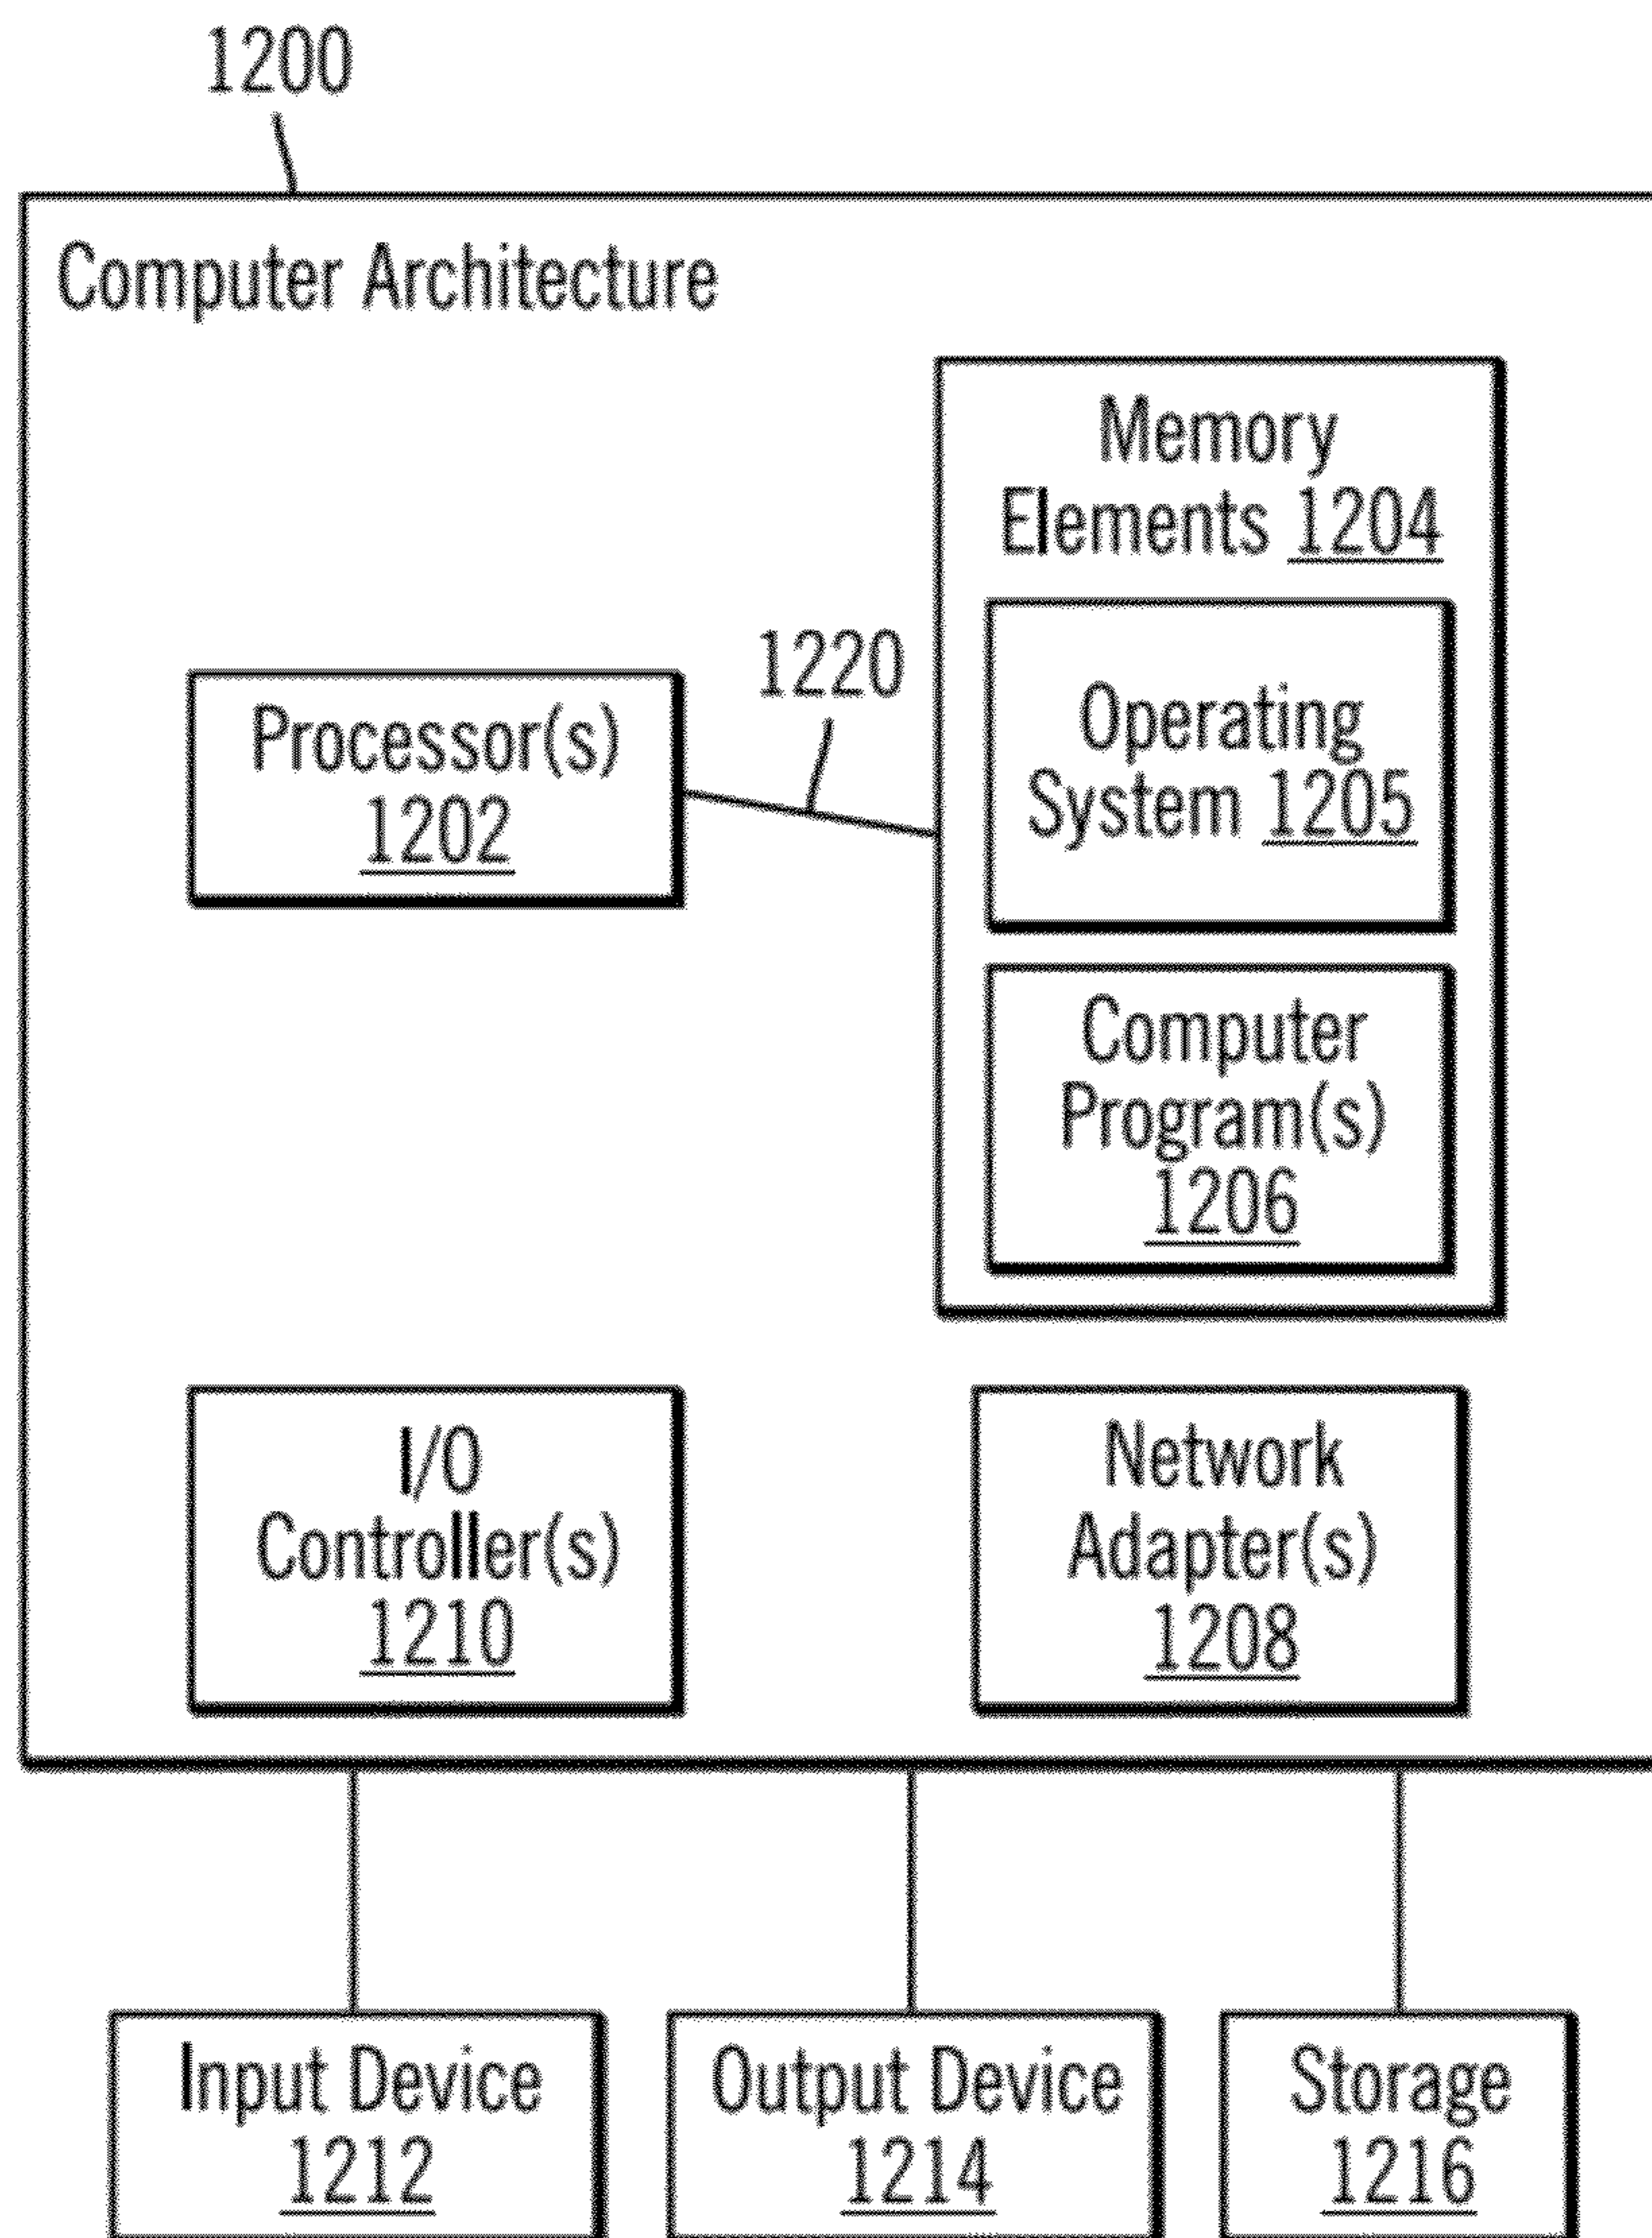 1200
Computer Architecture
Memory
Elements 1204
Operating
System 1205
1220
Processor(s)
1202
Computer
Program(s)
1206
I/O
Controller(s)
1210
Network
Adapter(s)
1208
Input Device
1212
Output Device
1214
Storage
1216